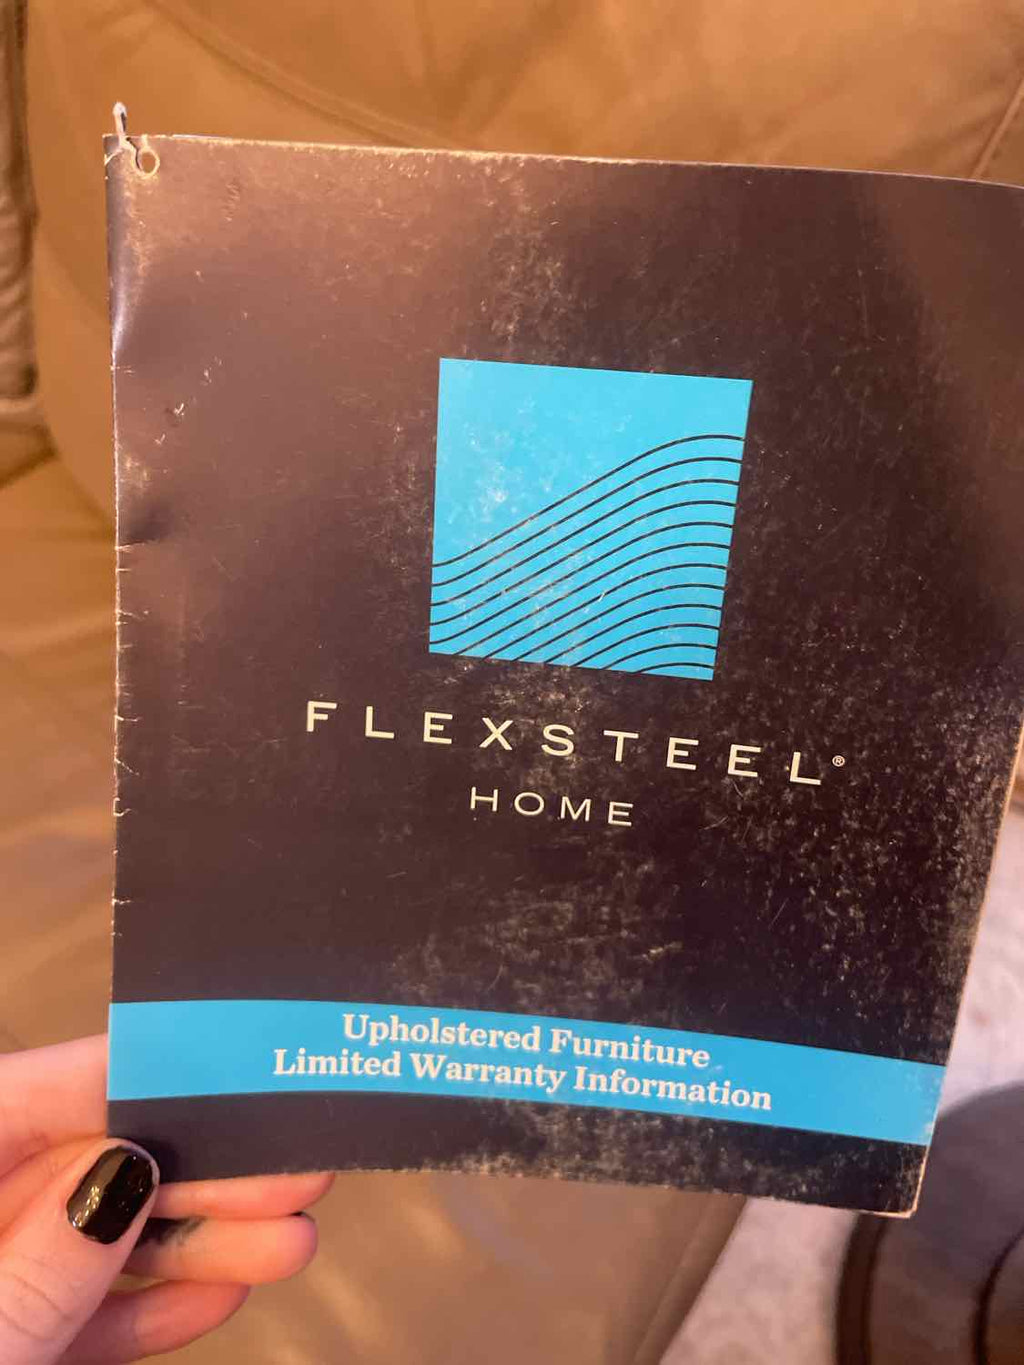 FLEXSTEEL®
HOME
Upholstered Furniture
Limited Warranty Information